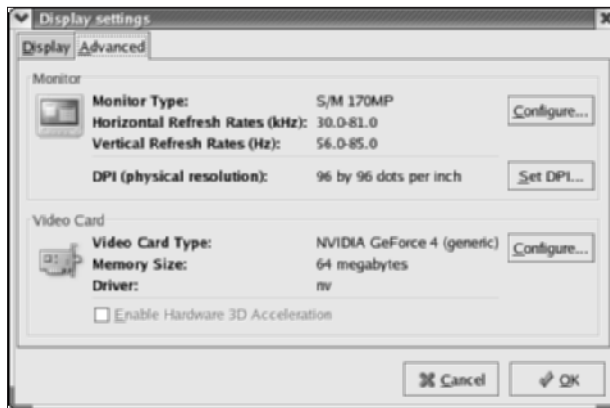 Display settings
Display Advanced
Monitor
Monitor Type: S/M 170MP
Horizontal Refresh Rates (kHz): 30.0-81.0
Configure...
Vertical Refresh Rates (Hz): 56.0-85.0
DPI (physical resolution): 96 by 96 dots per inch Set DPI...
Video Card
Video Card Type: NVIDIA GeForce 4 (generic) Configure...
Memory Size: 64 megabytes
Driver: nv
Enable Hardware 3D Acceleration
Cancel OK